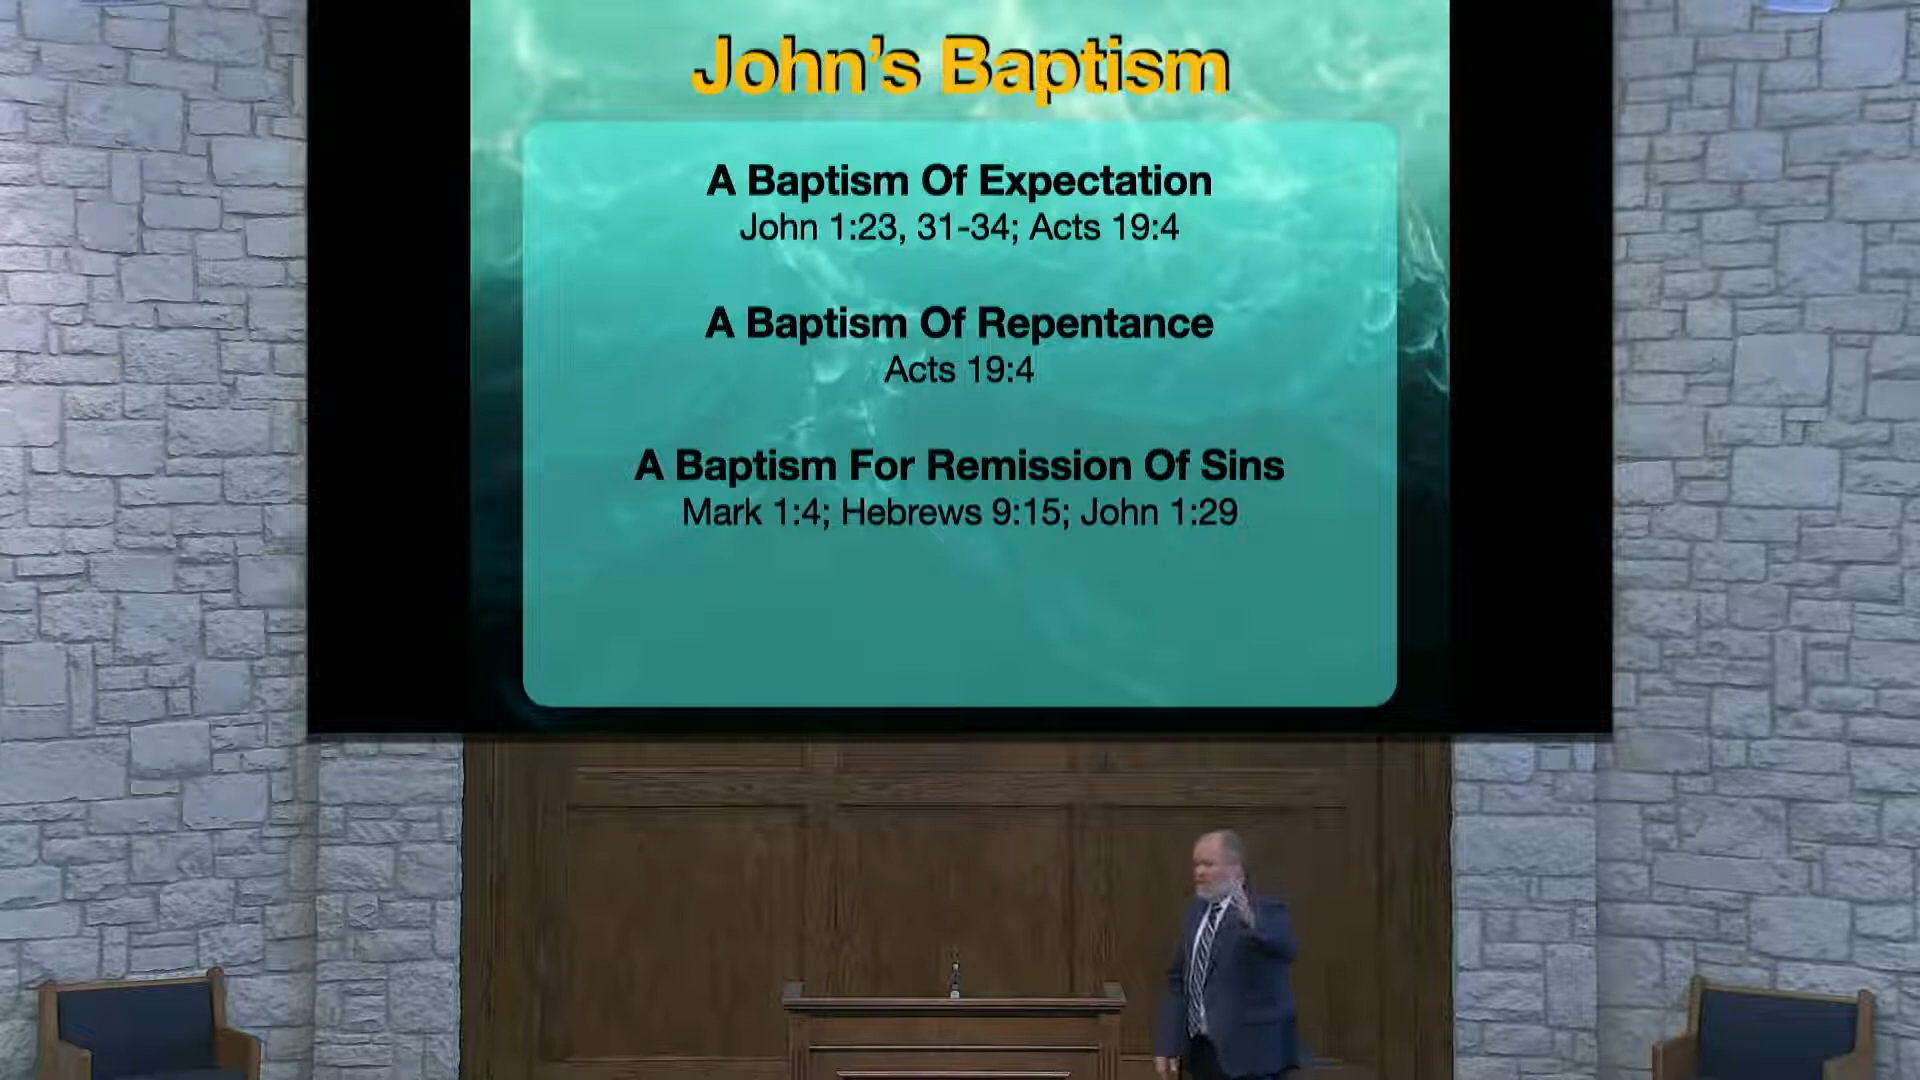 John's Baptism
A Baptism Of Expectation
John 1:23, 31-34; Acts 19:4
A Baptism Of Repentance
Acts 19:4
A Baptism For Remission Of Sins
Mark 1:4; Hebrews 9:15; John 1:29